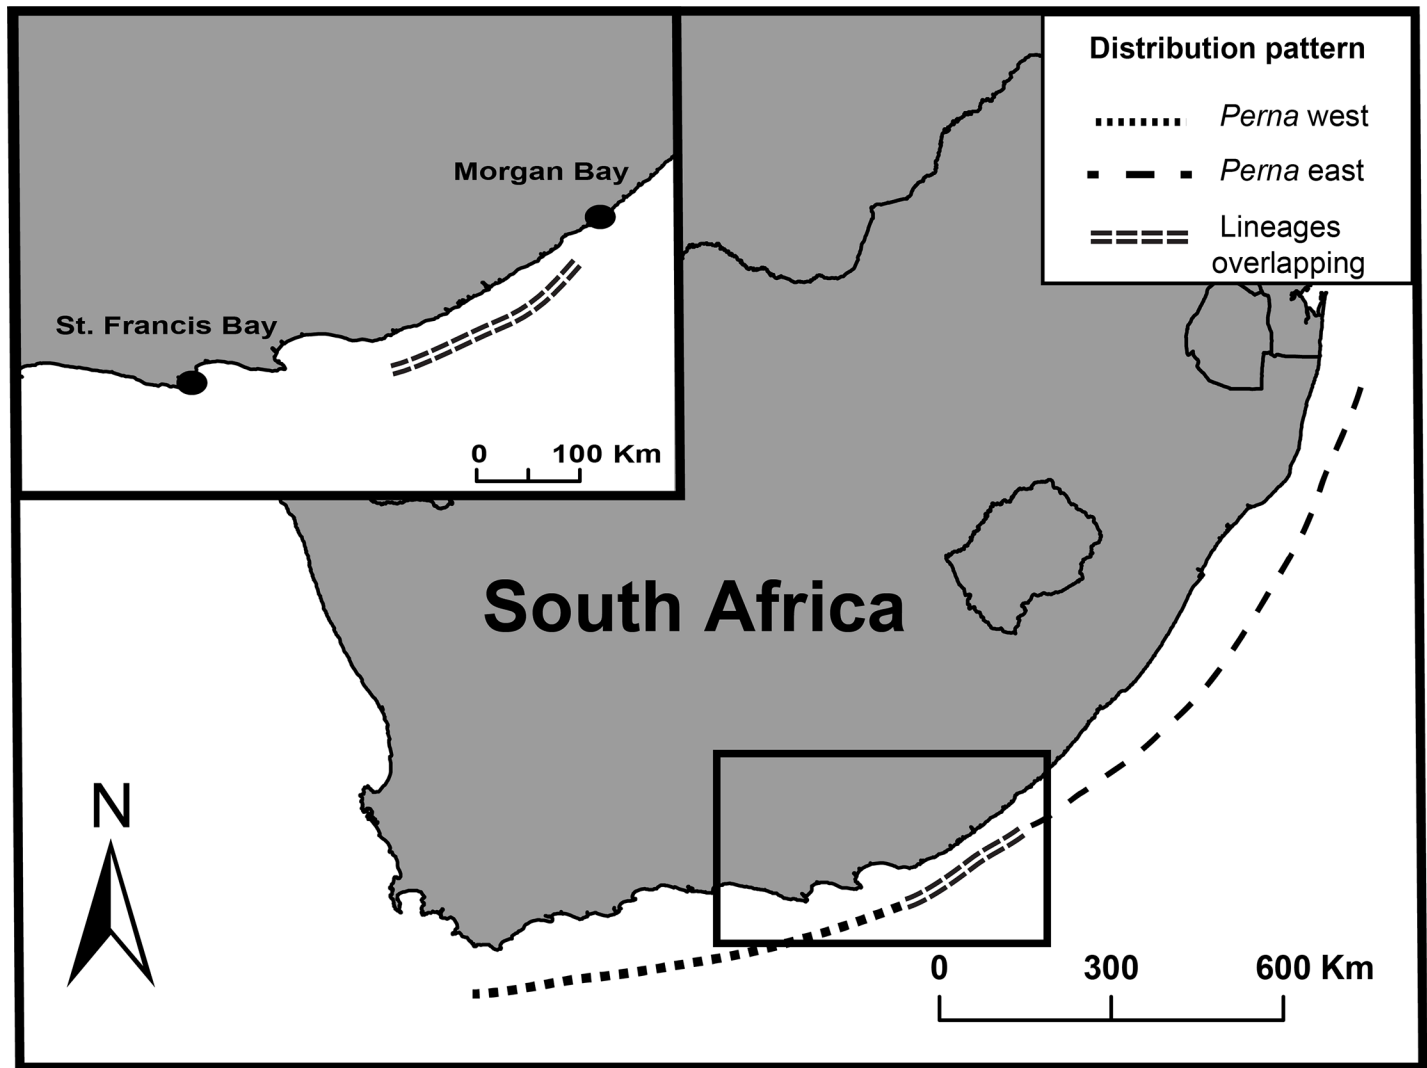 Distribution pattern
Perna west
Perna east
Lineages
overlapping
Morgan Bay
St. Francis Bay
0 100 Km
South Africa
N
0 300 600 Km